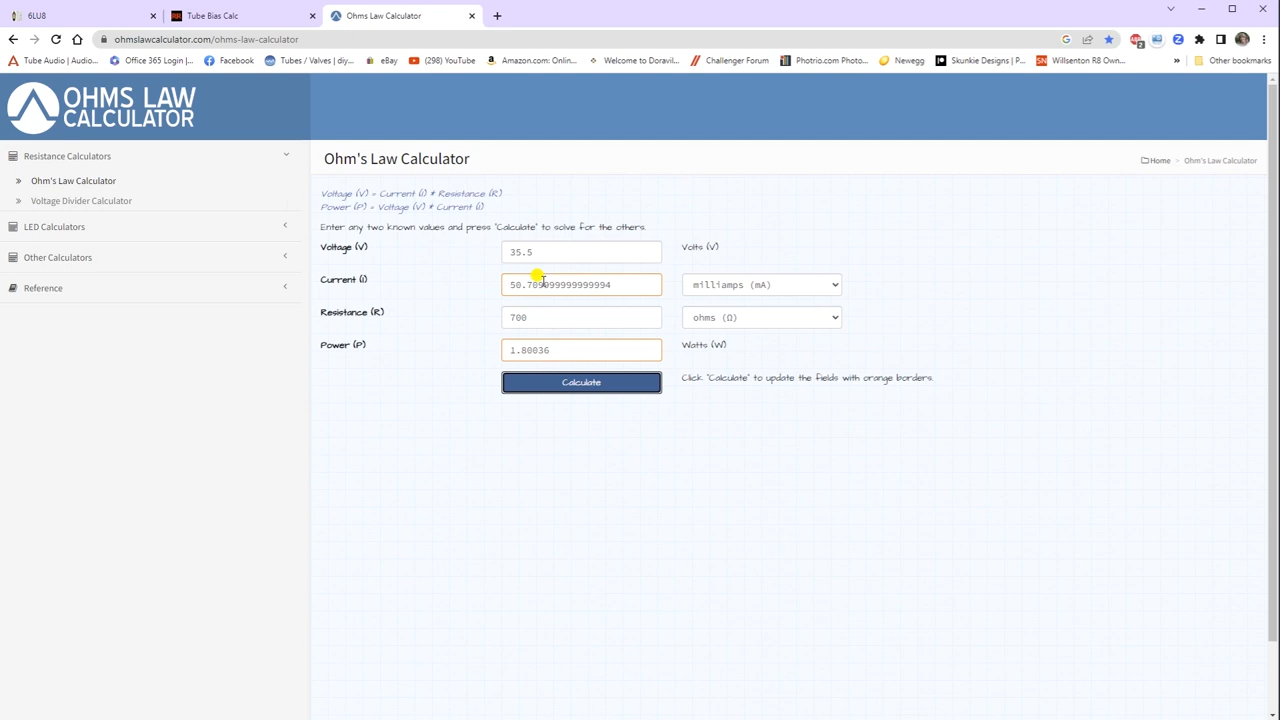 6LU8
Tube Bias Calc
Ohms Law Calculator
ohmslawcalculator.com/ohms-law-calculator
Tube Audio | Audio...
Office 365 Login |...
Facebook
Tubes / Valves | diy...
eBay
(298) YouTube
Amazon.com: Onlin...
Welcome to Doravil...
Challenger Forum
Photrio.com Photo...
Newegg
Skunkie Designs | P...
Willsenton R8 Own...
Other bookmarks
OHMS LAW
CALCULATOR
Resistance Calculators
Ohm's Law Calculator
Voltage Divider Calculator
LED Calculators
Other Calculators
Reference
Ohm's Law Calculator
Home > Ohm's Law Calculator
Voltage (V) = Current (I) * Resistance (R)
Power (P) = Voltage (V) * Current (I)
Enter any two known values and press "Calculate" to solve for the others.
Voltage (V) 35.5 Volts (V)
Current (I) 50.709999999999994 milliamps (mA)
Resistance (R) 700 ohms (Ω)
Power (P) 1.80036 Watts (W)
Calculate Click "Calculate" to update the fields with orange borders.